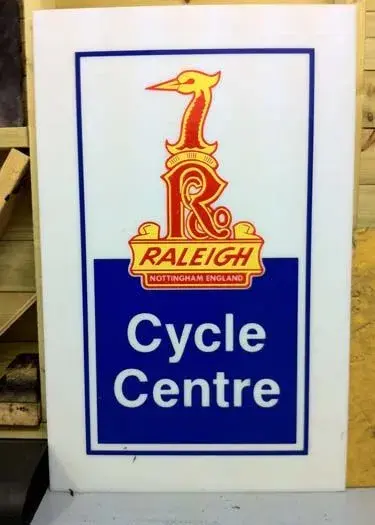 R
RALEIGH
NOTTINGHAM ENGLAND
Cycle
Centre